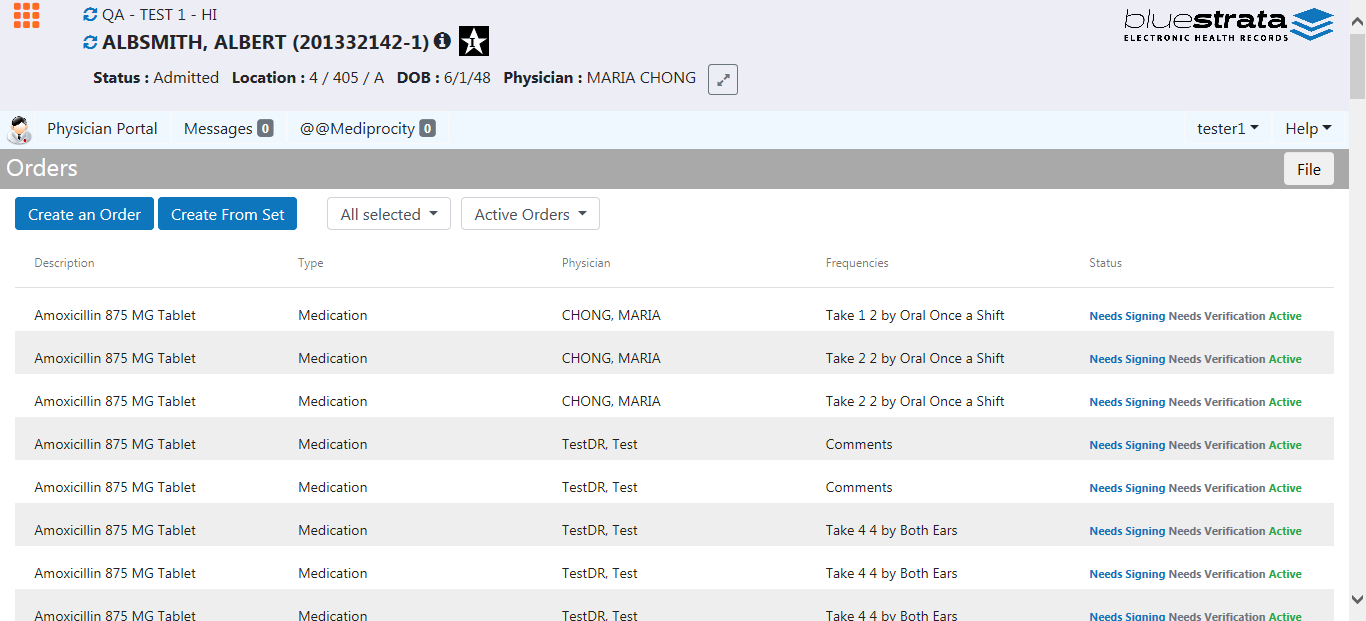 QA - TEST 1 - HI
ALBSMITH, ALBERT (201332142-1)
bluestrata
ELECTRONIC HEALTH RECORDS
Status : Admitted Location : 4 / 405 / A DOB : 6/1/48 Physician : MARIA CHONG
Physician Portal Messages 0 @@Mediprocity 0 tester1 Help
Orders File
Create an Order Create From Set All selected Active Orders
Description Type Physician Frequencies Status
Amoxicillin 875 MG Tablet Medication CHONG, MARIA Take 1 2 by Oral Once a Shift Needs Signing Needs Verification Active
Amoxicillin 875 MG Tablet Medication CHONG, MARIA Take 2 2 by Oral Once a Shift Needs Signing Needs Verification Active
Amoxicillin 875 MG Tablet Medication CHONG, MARIA Take 2 2 by Oral Once a Shift Needs Signing Needs Verification Active
Amoxicillin 875 MG Tablet Medication TestDR, Test Comments Needs Signing Needs Verification Active
Amoxicillin 875 MG Tablet Medication TestDR, Test Comments Needs Signing Needs Verification Active
Amoxicillin 875 MG Tablet Medication TestDR, Test Take 4 4 by Both Ears Needs Signing Needs Verification Active
Amoxicillin 875 MG Tablet Medication TestDR, Test Take 4 4 by Both Ears Needs Signing Needs Verification Active
Amoxicillin 875 MG Tablet Medication TestDR, Test Take 4 4 by Both Ears Needs Signing Needs Verification Active